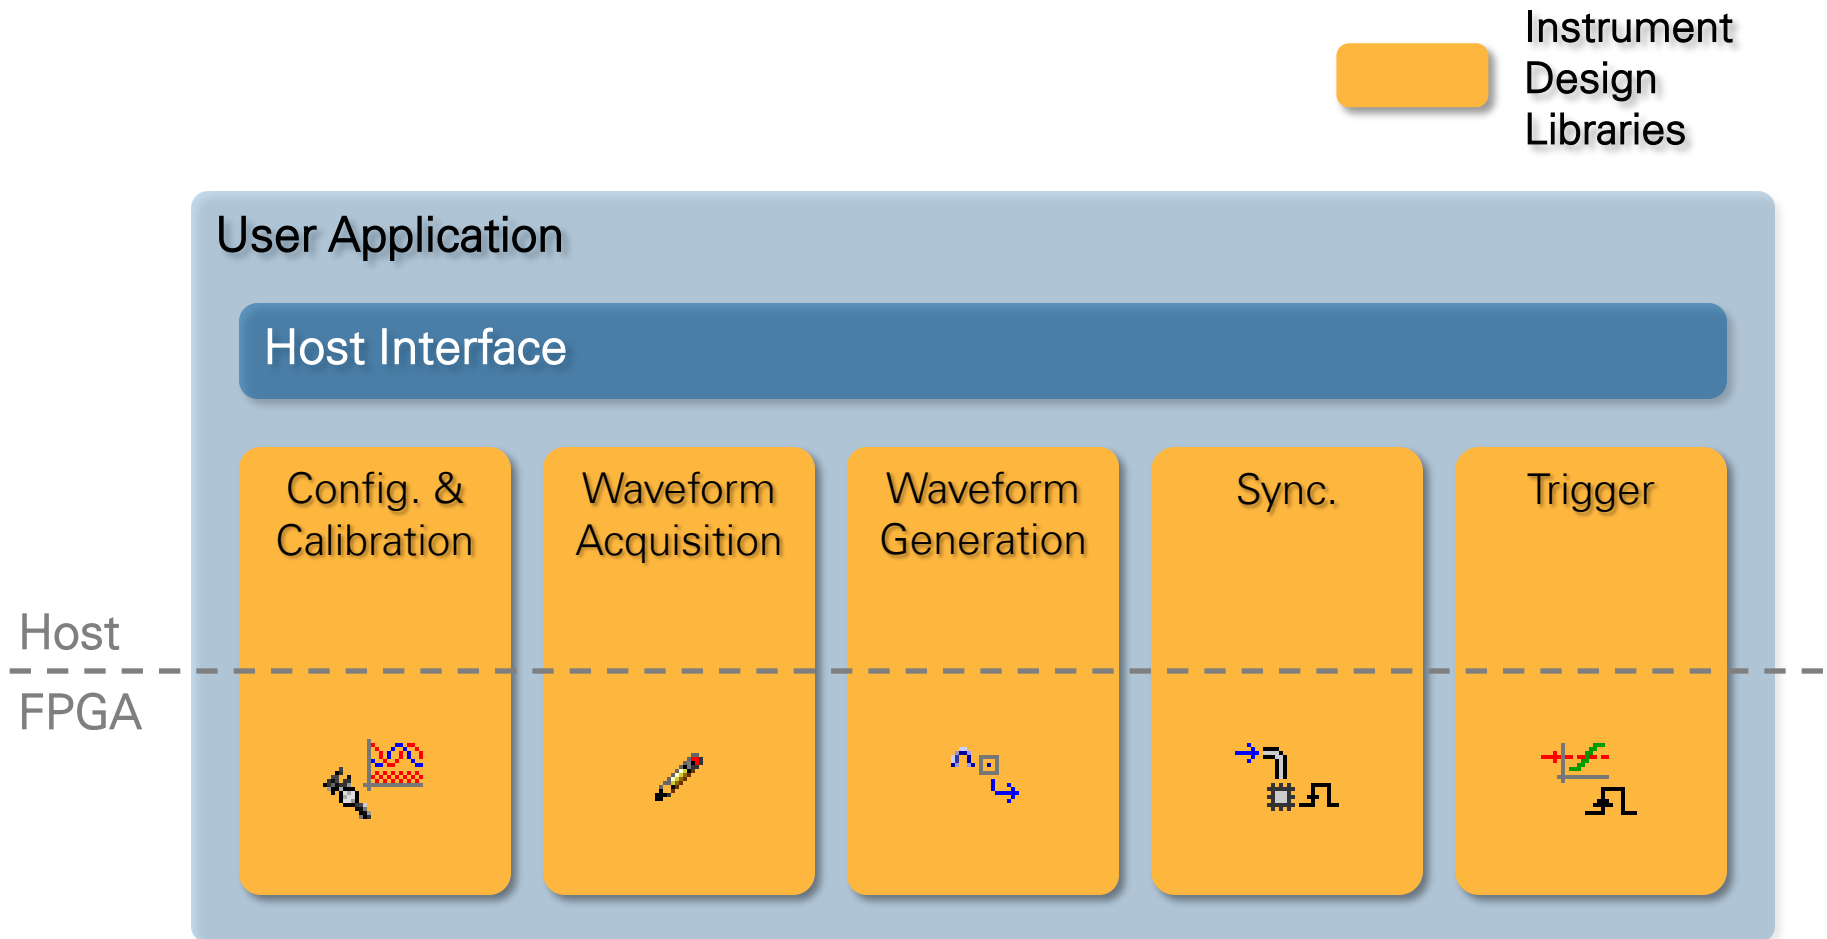 Instrument
Design
Libraries
User Application
Host Interface
Config. &
Calibration
Waveform
Acquisition
Waveform
Generation
Sync.
Trigger
Host
FPGA